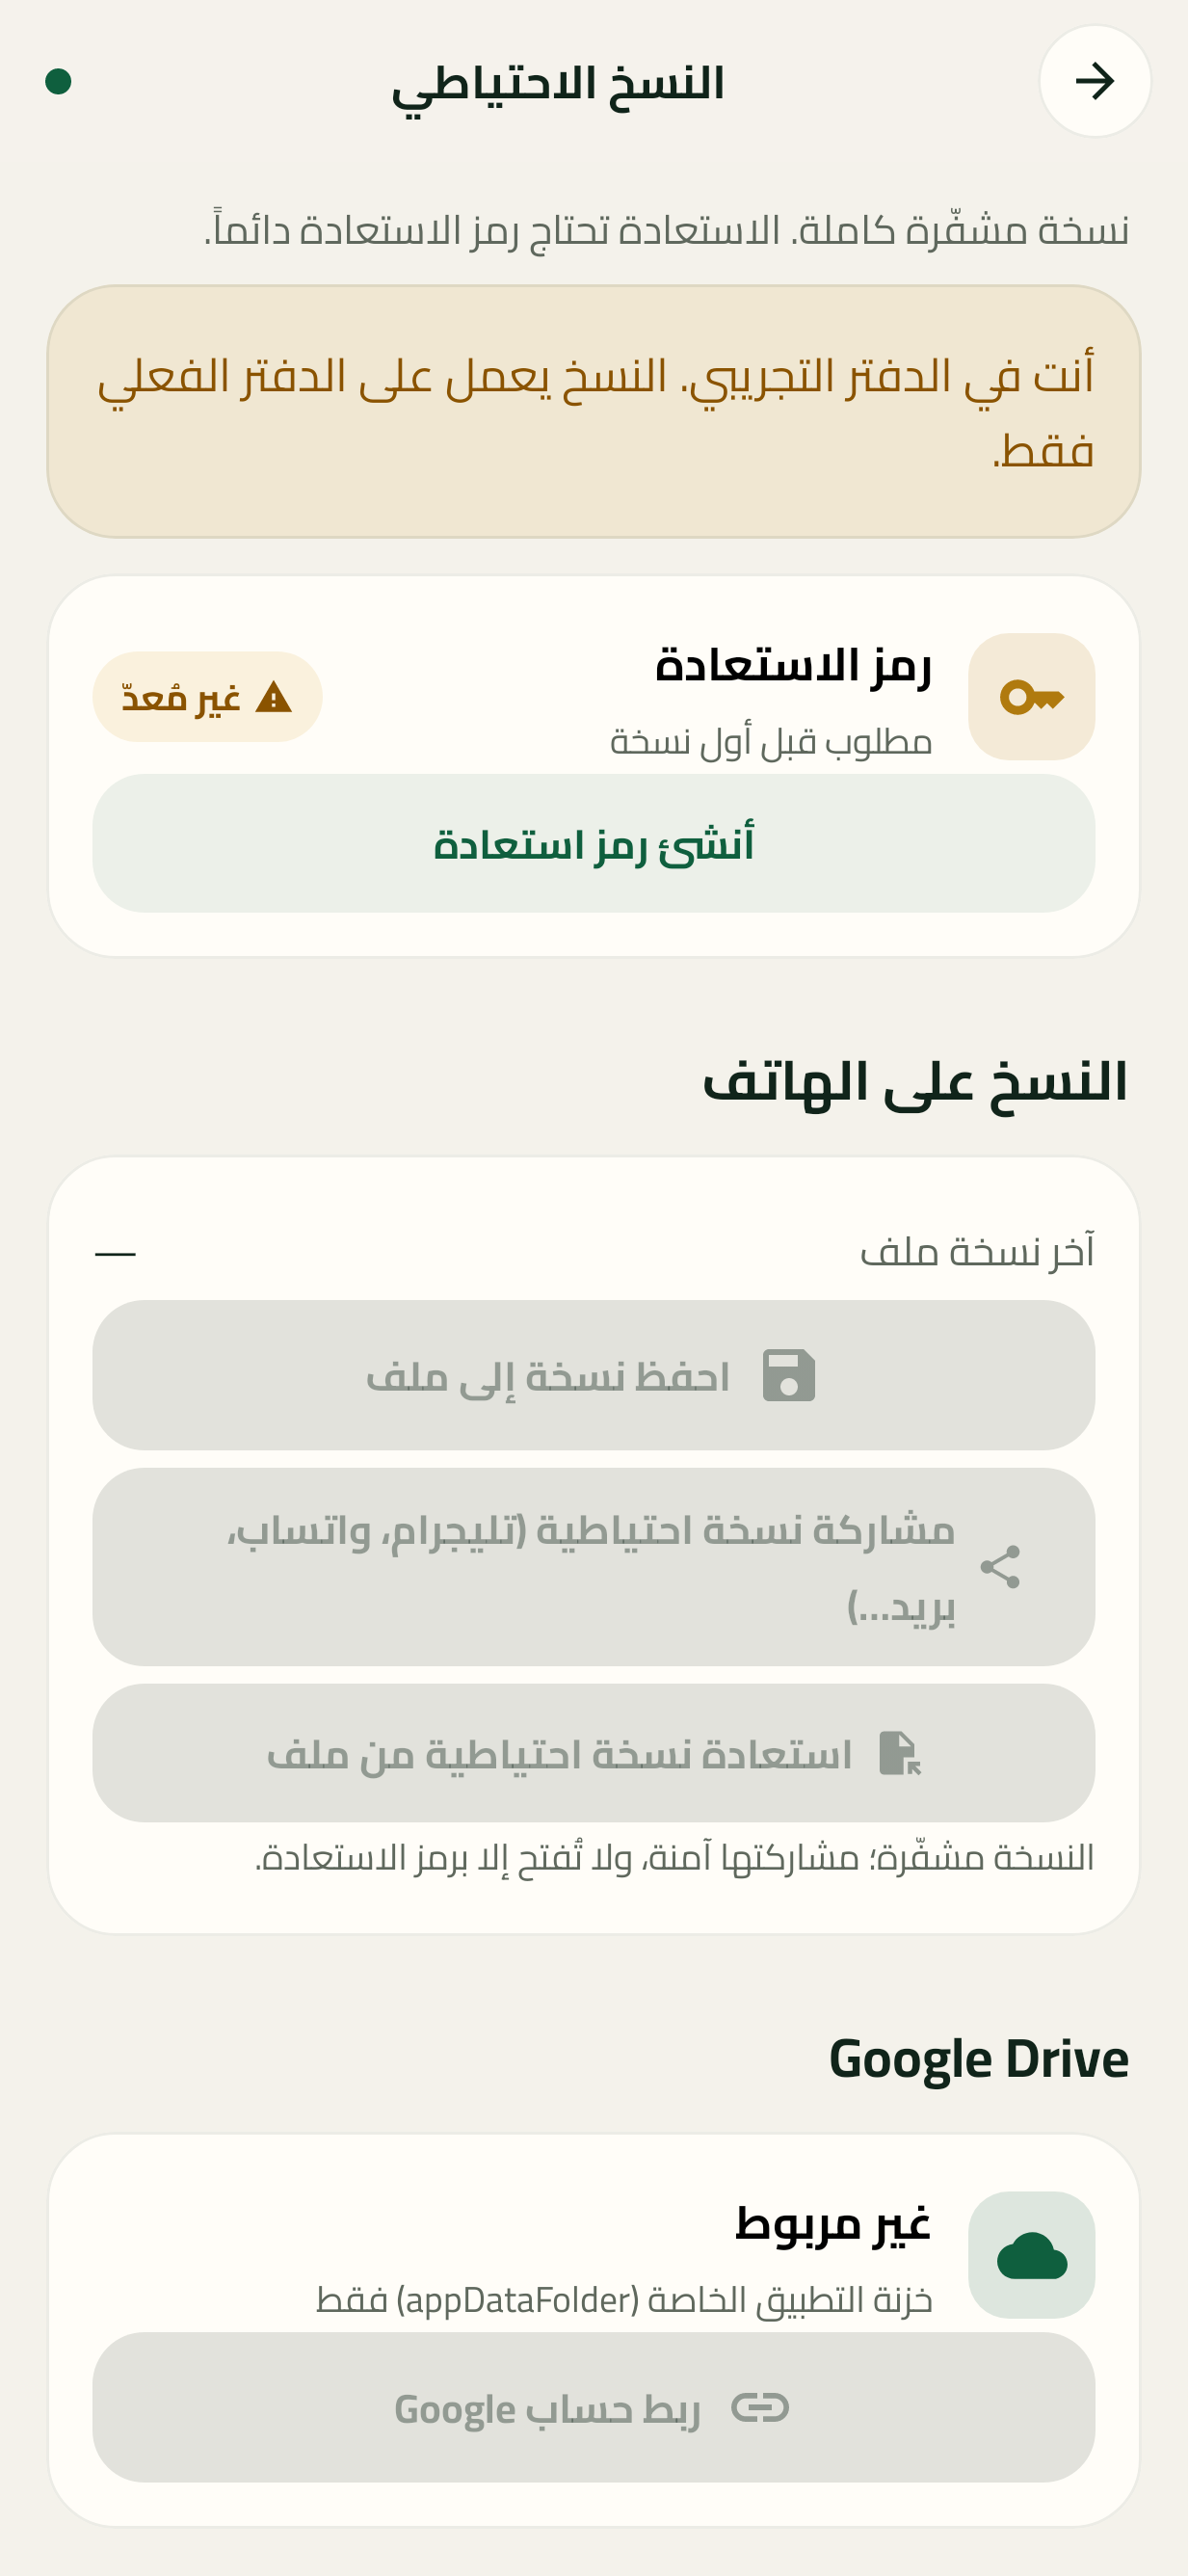 النسخ الاحتياطي
نسخة مشفّرة كاملة. الاستعادة تحتاج رمز الاستعادة دائماً.
أنت في الدفتر التجريبي. النسخ يعمل على الدفتر الفعلي
فقط.
رمز الاستعادة
غير مُعدّ
مطلوب قبل أول نسخة
أنشئ رمز استعادة
النسخ على الهاتف
آخر نسخة ملف —
احفظ نسخة إلى ملف
مشاركة نسخة احتياطية (تليجرام، واتساب،
بريد...)
استعادة نسخة احتياطية من ملف
النسخة مشفّرة؛ مشاركتها آمنة، ولا تُفتح إلا برمز الاستعادة.
Google Drive
غير مربوط
خزنة التطبيق الخاصة (appDataFolder) فقط
ربط حساب Google